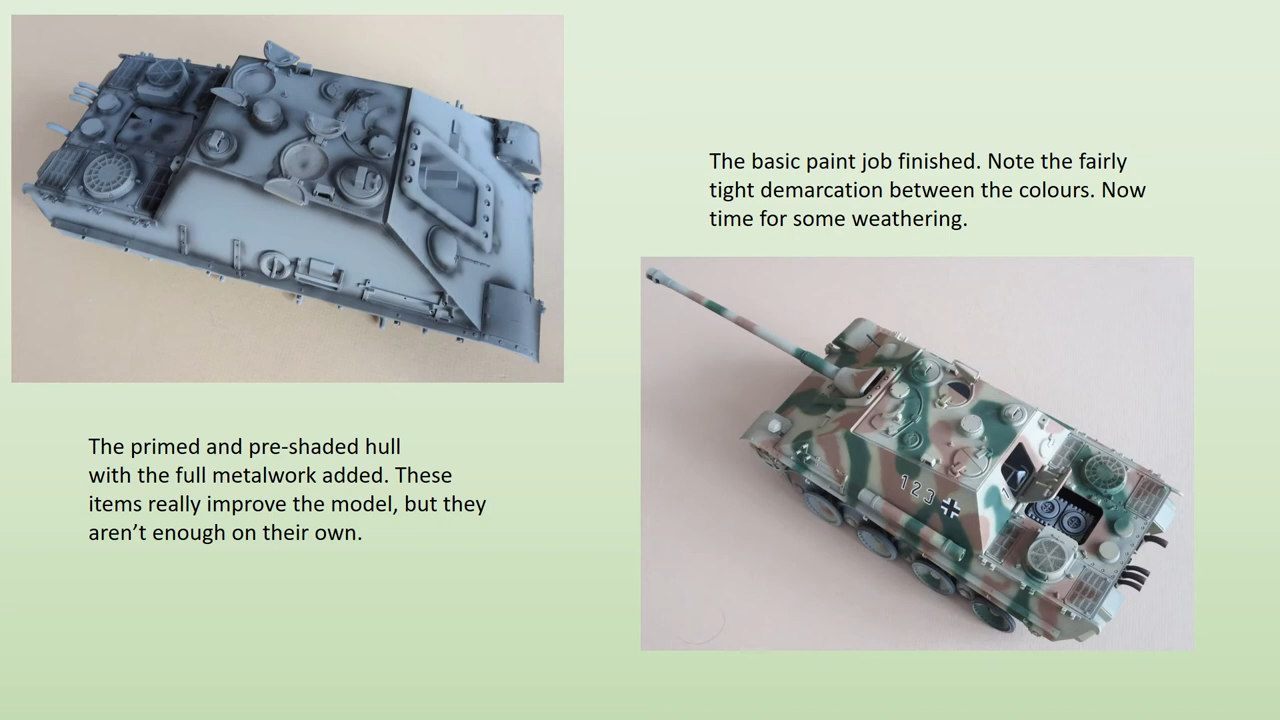 The basic paint job finished. Note the fairly
tight demarcation between the colours. Now
time for some weathering.
123
1
The primed and pre-shaded hull
with the full metalwork added. These
items really improve the model, but they
aren’t enough on their own.